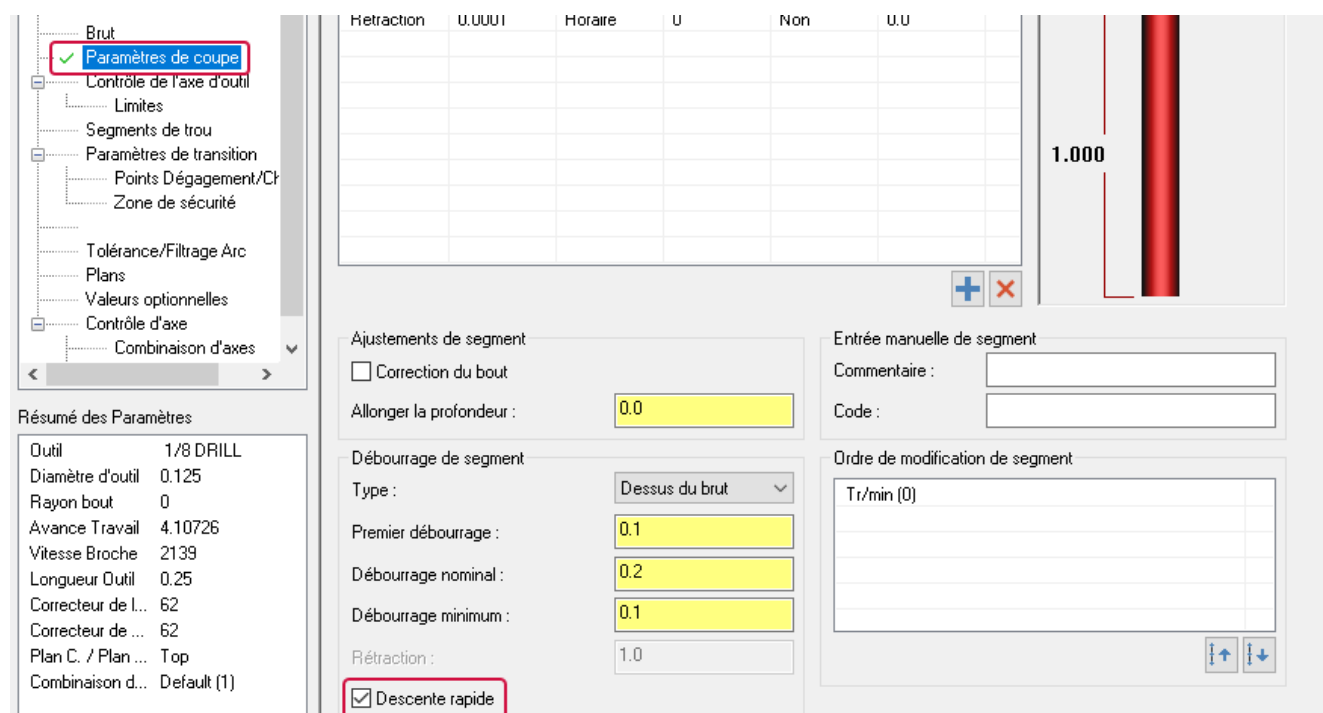 Rétraction 0.0001 Horaire 0 Non 0.0
Brut
Paramètres de coupe
Contrôle de l'axe d'outil
Limites
Segments de trou
Paramètres de transition
Points Dégagement/Ch
Zone de sécurité
Tolérance/Filtrage Arc
Plans
Valeurs optionnelles
Contrôle d'axe
Combinaison d'axes
1.000
Résumé des Paramètres
Outil 1/8 DRILL
Diamètre d'outil 0.125
Rayon bout 0
Avance Travail 4.10726
Vitesse Broche 2139
Longueur Outil 0.25
Correcteur de l... 62
Correcteur de ... 62
Plan C. / Plan ... Top
Combinaison d... Default (1)
Ajustements de segment
Correction du bout
Allonger la profondeur : 0.0
Débourrage de segment
Type : Dessus du brut
Premier débourrage : 0.1
Débourrage nominal : 0.2
Débourrage minimum : 0.1
Rétraction : 1.0
Descente rapide
Entrée manuelle de segment
Commentaire :
Code :
Ordre de modification de segment
Tr/min (0)